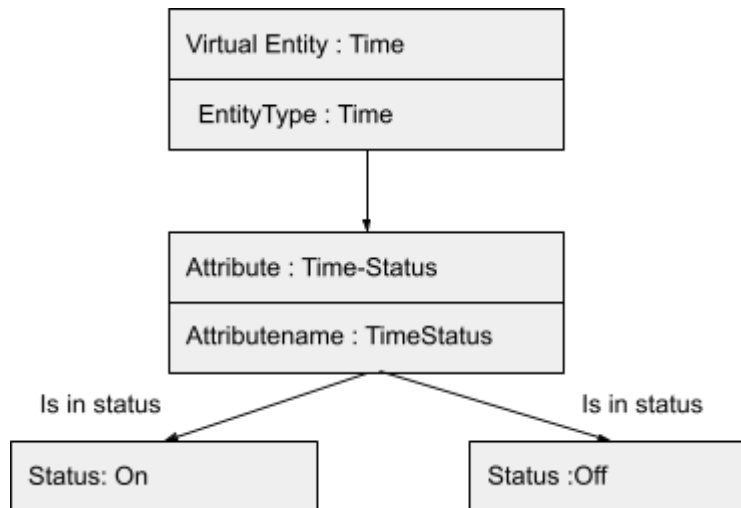 Virtual Entity : Time
EntityType : Time
Attribute : Time-Status
Attributename : TimeStatus
Is in status
Is in status
Status: On
Status :Off